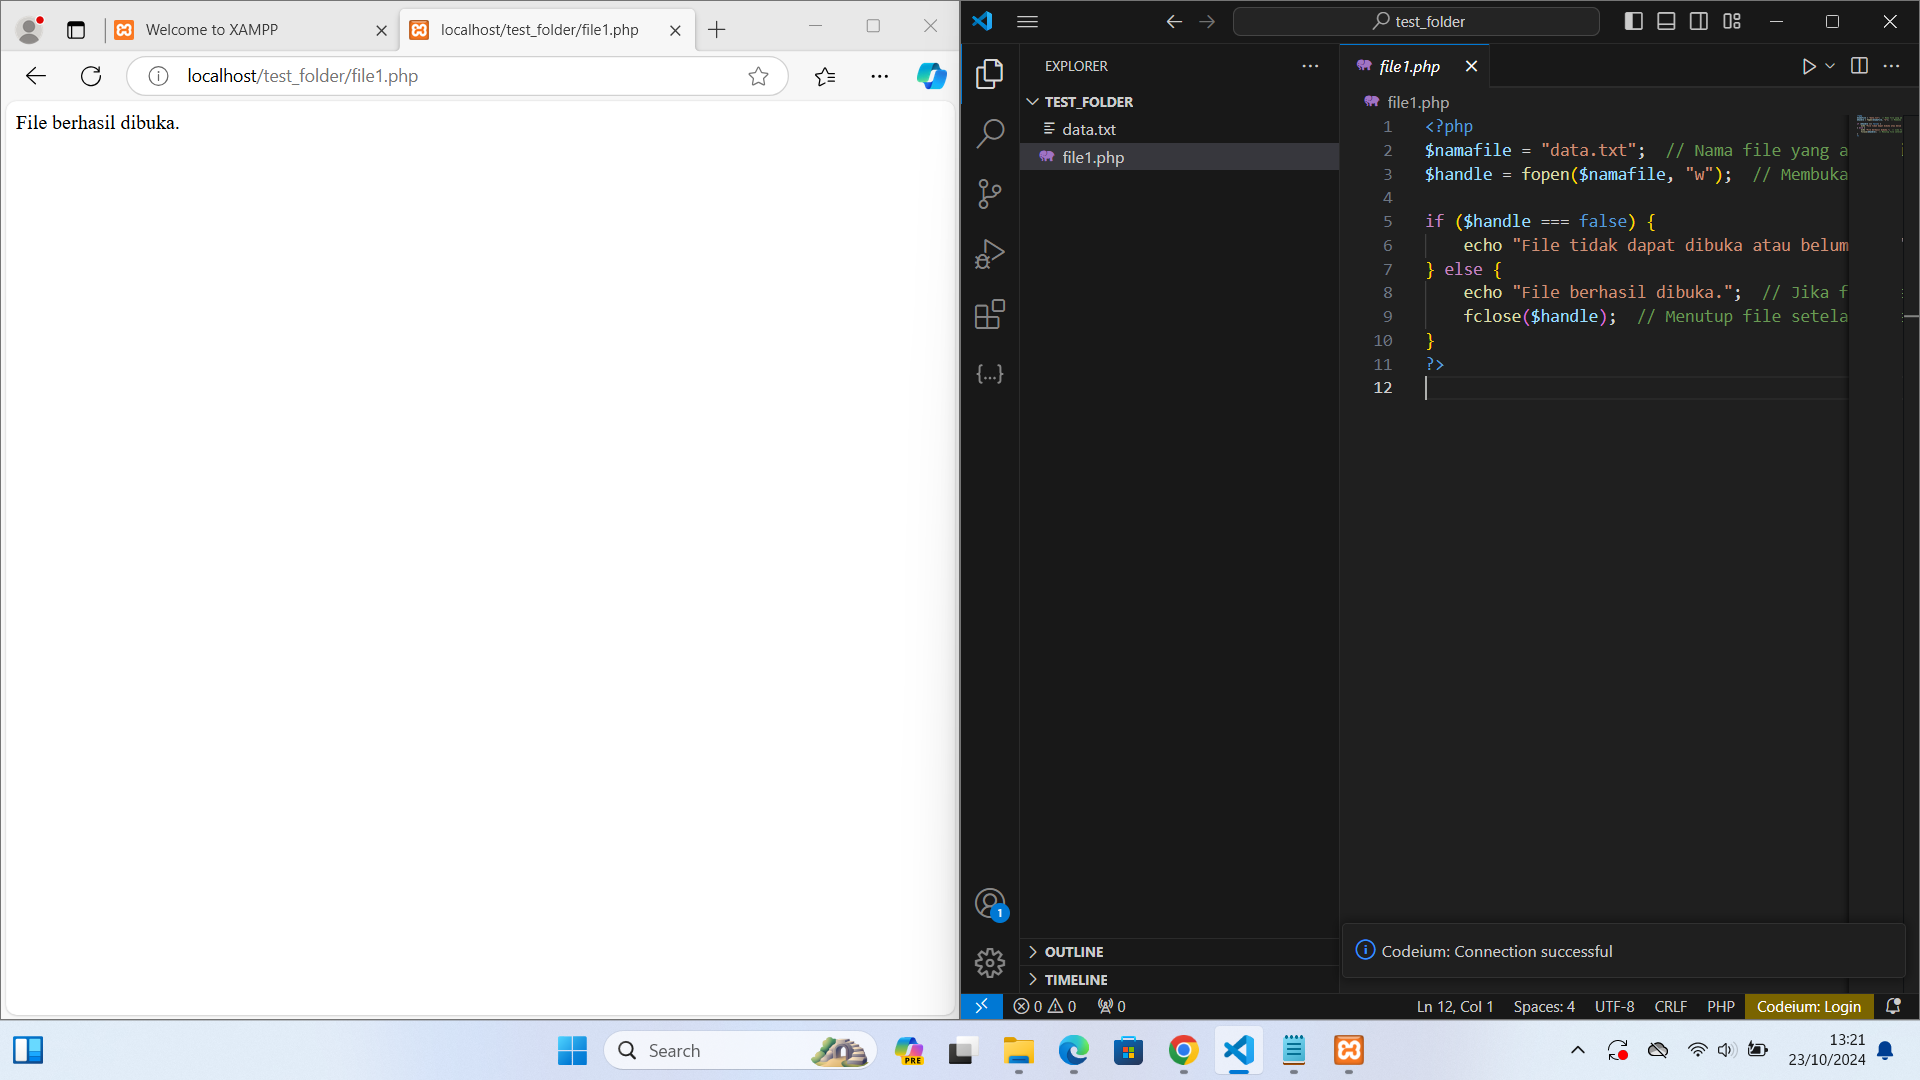 Welcome to XAMPP
localhost/test_folder/file1.php
localhost/test_folder/file1.php
File berhasil dibuka.
test_folder
EXPLORER
TEST_FOLDER
data.txt
file1.php
OUTLINE
TIMELINE
file1.php
file1.php
1 <?php
2 $namafile = "data.txt";  // Nama file yang a
3 $handle = fopen($namafile, "w");  // Membuka
4
5 if ($handle === false) {
6     echo "File tidak dapat dibuka atau belum
7 } else {
8     echo "File berhasil dibuka.";  // Jika f
9     fclose($handle);  // Menutup file setela
10 }
11 ?>
12
{...}
1
Codeium: Connection successful
0 0 0
Ln 12, Col 1 Spaces: 4 UTF-8 CRLF PHP Codeium: Login
Search
PRE
13:21
23/10/2024